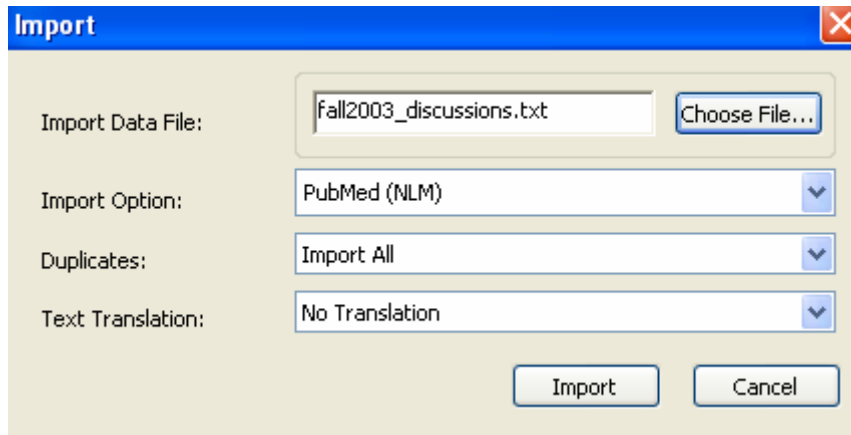 Import
Import Data File: fall2003_discussions.txt Choose File...
Import Option: PubMed (NLM)
Duplicates: Import All
Text Translation: No Translation
Import Cancel